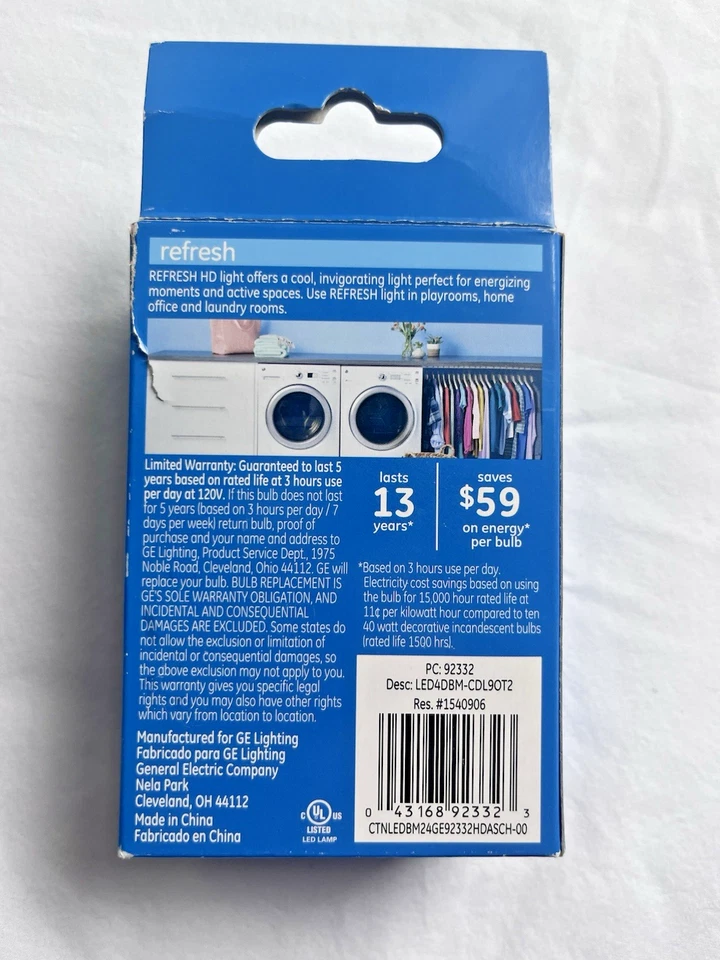 refresh
REFRESH HD light offers a cool, invigorating light perfect for energizing
moments and active spaces. Use REFRESH light in playrooms, home
office and laundry rooms.
Limited Warranty: Guaranteed to last 5
years based on rated life at 3 hours use
per day at 120V. If this bulb does not last
for 5 years (based on 3 hours per day / 7
days per week) return bulb, proof of
purchase and your name and address to
GE Lighting, Product Service Dept., 1975
Noble Road, Cleveland, Ohio 44112. GE will
replace your bulb. BULB REPLACEMENT IS
GE'S SOLE WARRANTY OBLIGATION, AND
INCIDENTAL AND CONSEQUENTIAL
DAMAGES ARE EXCLUDED. Some states do
not allow the exclusion or limitation of
incidental or consequential damages, so
the above exclusion may not apply to you.
This warranty gives you specific legal
rights and you may also have other rights
which vary from location to location.
Manufactured for GE Lighting
Fabricado para GE Lighting
General Electric Company
Nela Park
Cleveland, OH 44112
Made in China
Fabricado en China
C UL US
LISTED
LED LAMP
lasts
13
years*
saves
$59
on energy*
per bulb
*Based on 3 hours use per day.
Electricity cost savings based on using
the bulb for 15,000 hour rated life at
11¢ per kilowatt hour compared to ten
40 watt decorative incandescent bulbs
(rated life 1500 hrs).
PC: 92332
Desc: LED4DBM-CDL9OT2
Res. #1540906
0 43168 92332 3
CTNLEDBM24GE92332HDASCH-00